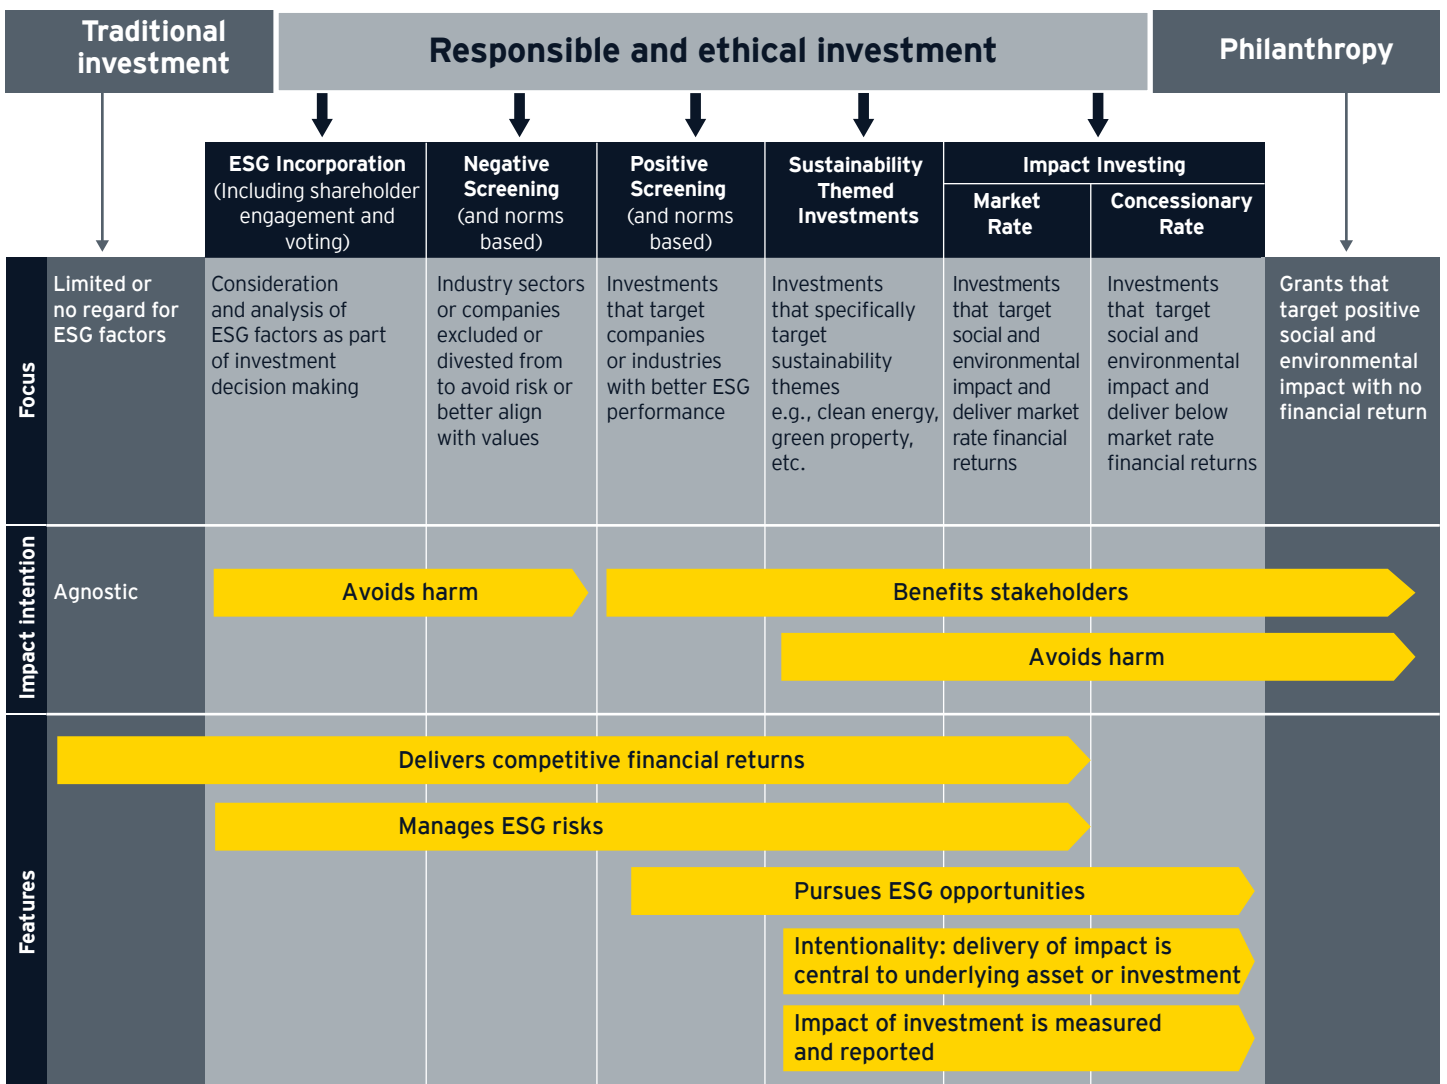 Traditional
investment
Responsible and ethical investment
Philanthropy
ESG Incorporation
(Including shareholder
engagement and
voting)
Negative
Screening
(and norms
based)
Positive
Screening
(and norms
based)
Sustainability
Themed
Investments
Impact Investing
Market
Rate
Concessionary
Rate
Focus
Limited or
no regard for
ESG factors
Consideration
and analysis of
ESG factors as part
of investment
decision making
Industry sectors
or companies
excluded or
divested from
to avoid risk or
better align
with values
Investments
that target
companies
or industries
with better ESG
performance
Investments
that specifically
target
sustainability
themes
e.g., clean energy,
green property,
etc.
Investments
that target
social and
environmental
impact and
deliver market
rate financial
returns
Investments
that target
social and
environmental
impact and
deliver below
market rate
financial returns
Grants that
target positive
social and
environmental
impact with no
financial return
Impact intention
Agnostic
Avoids harm
Benefits stakeholders
Avoids harm
Features
Delivers competitive financial returns
Manages ESG risks
Pursues ESG opportunities
Intentionality: delivery of impact is
central to underlying asset or investment
Impact of investment is measured
and reported